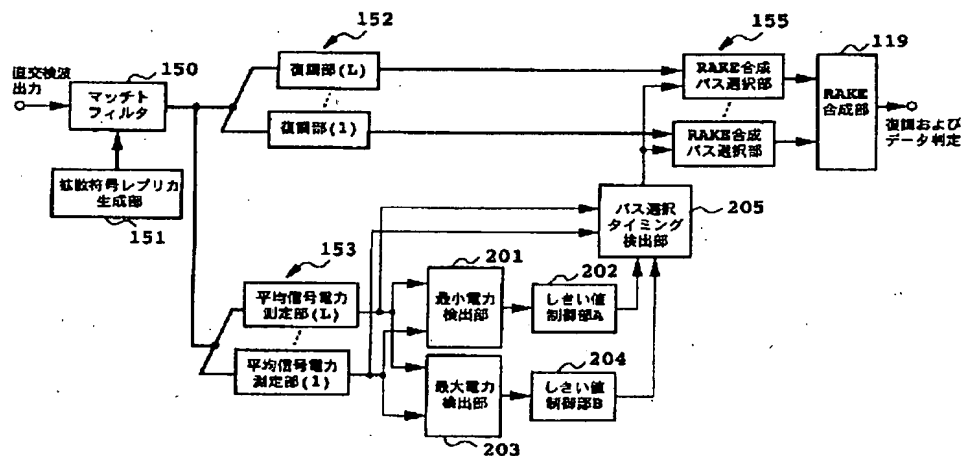 152
155
119
直交検波
出力
150
マッチト
フィルタ
復調部(L)
復調部(1)
RAKE合成
パス選択部
RAKE合成
パス選択部
RAKE
合成部
復調および
データ判定
拡散符号レプリカ
生成部
151
パス選択
タイミング
検出部
205
153
平均信号電力
測定部(L)
平均信号電力
測定部(1)
201
最小電力
検出部
202
しきい値
制御部A
最大電力
検出部
203
204
しきい値
制御部B